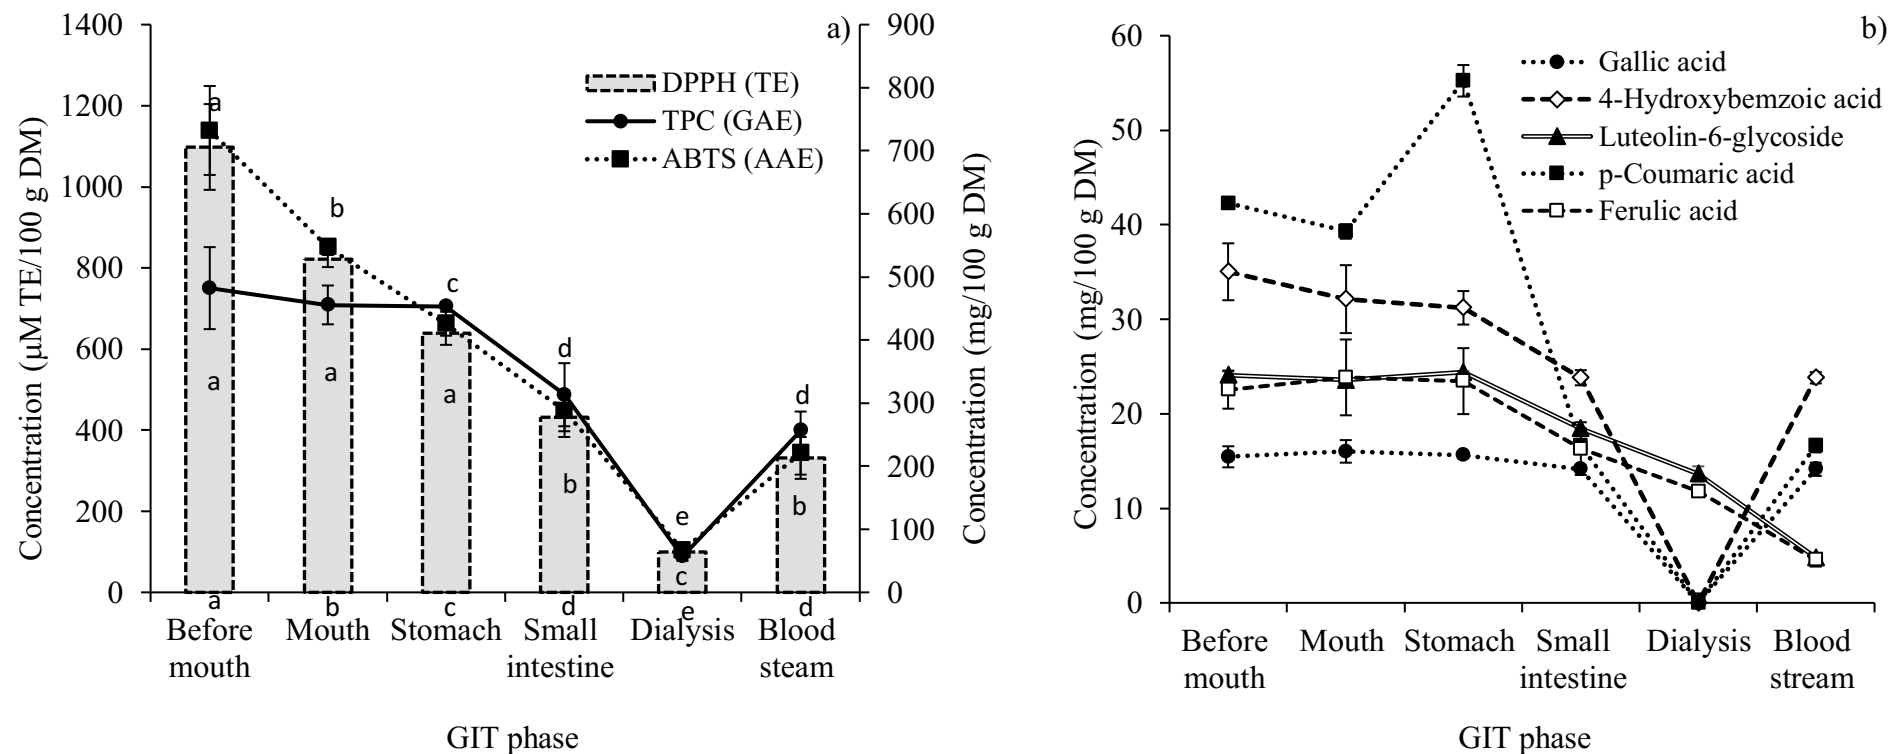 a)
Concentration (µM TE/100 g DM)
1400
1200
1000
800
600
400
200
0
DPPH (TE)
TPC (GAE)
ABTS (AAE)
a
b
c
d
e
d
a
a
a
b
c
b
a
b
c
d
e
d
900
800
700
600
500
400
300
200
100
0
Concentration (mg/100 g DM)
Before
mouth
Mouth
Stomach
Small
intestine
Dialysis
Blood
steam
GIT phase
b)
Concentration (mg/100 g DM)
60
50
40
30
20
10
0
Gallic acid
4-Hydroxybemzoic acid
Luteolin-6-glycoside
p-Coumaric acid
Ferulic acid
Before
mouth
Mouth
Stomach
Small
intestine
Dialysis
Blood
stream
GIT phase